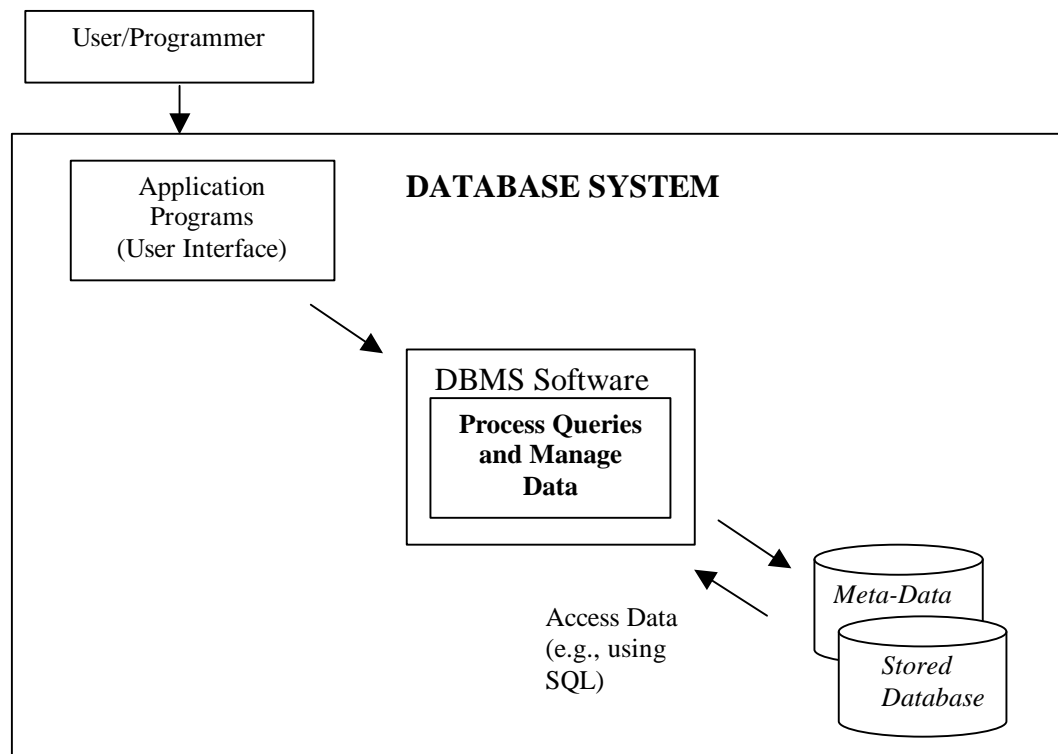 User/Programmer
Application
Programs
(User Interface)
DATABASE SYSTEM
DBMS Software
Process Queries
and Manage
Data
Meta-Data
Access Data
(e.g., using
SQL)
Stored
Database